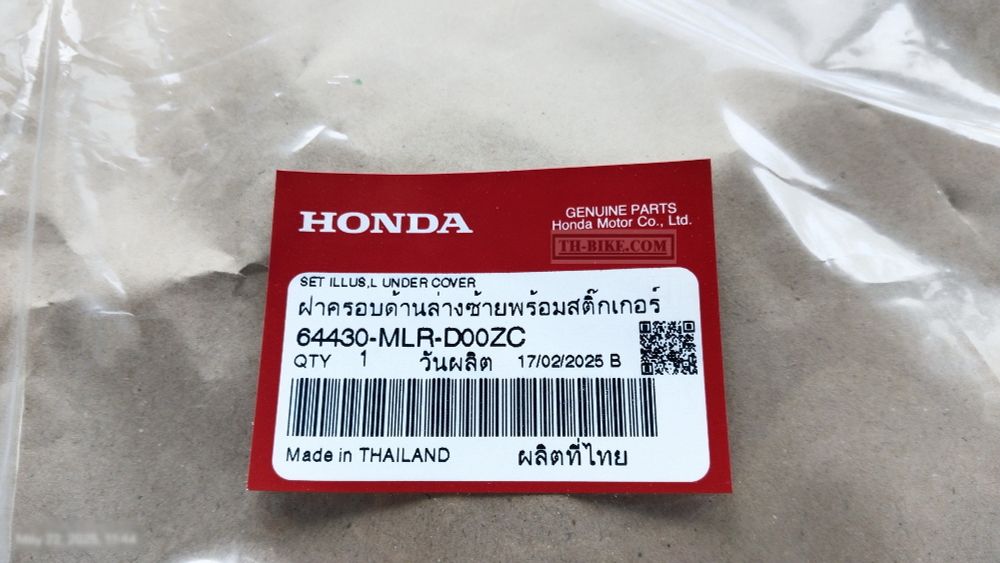 HONDA
GENUINE PARTS
Honda Motor Co., Ltd.
TH-BIKE.COM
SET ILLUS,L UNDER COVER
ฝาครอบด้านล่างซ้ายพร้อมสติ๊กเกอร์
64430-MLR-D00ZC
QTY 1 วันผลิต 17/02/2025 B
Made in THAILAND ผลิตที่ไทย